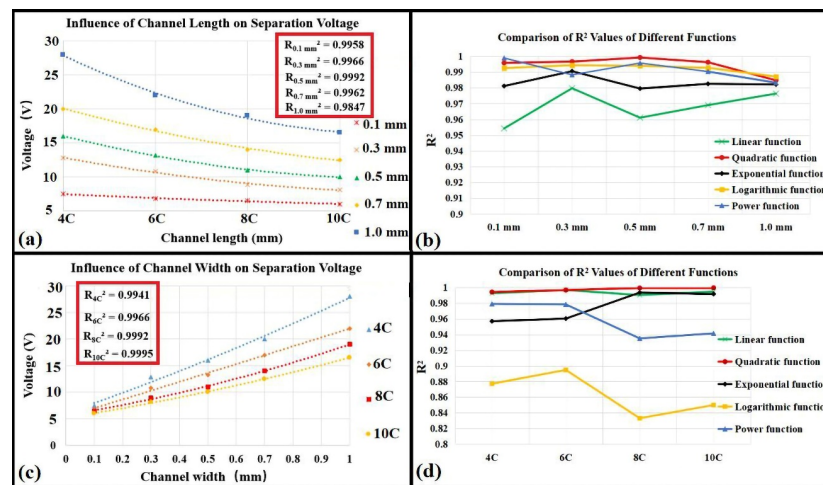 Influence of Channel Length on Separation Voltage
30
25
20
15
10
5
Voltage (V)
R0.1 mm² = 0.9958
R0.3 mm² = 0.9966
R0.5 mm² = 0.9992
R0.7 mm² = 0.9962
R1.0 mm² = 0.9847
0.1 mm
0.3 mm
0.5 mm
0.7 mm
1.0 mm
4C 6C 8C 10C
Channel length (mm)
(a)
Comparison of R² Values of Different Functions
1
0.99
0.98
0.97
0.96
0.95
0.94
0.93
0.92
0.91
0.9
R²
Linear function
Quadratic function
Exponential function
Logarithmic function
Power function
0.1 mm 0.3 mm 0.5 mm 0.7 mm 1.0 mm
(b)
Influence of Channel Width on Separation Voltage
30
25
20
15
10
5
0
Voltage (V)
R4C² = 0.9941
R6C² = 0.9966
R8C² = 0.9992
R10C² = 0.9995
4C
6C
8C
10C
0 0.1 0.2 0.3 0.4 0.5 0.6 0.7 0.8 0.9 1
Channel width (mm)
(c)
Comparison of R² Values of Different Functions
1
0.98
0.96
0.94
0.92
0.9
0.88
0.86
0.84
0.82
0.8
R²
Linear function
Quadratic function
Exponential function
Logarithmic function
Power function
4C 6C 8C 10C
(d)